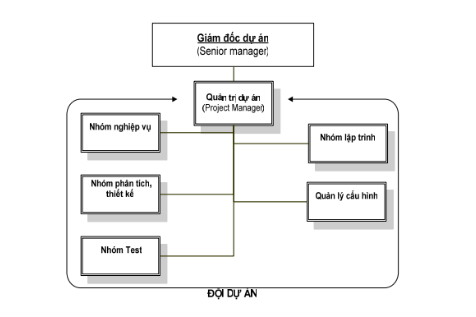 Giám đốc dự án
(Senior manager)
Quản trị dự án
(Project Manager)
Nhóm nghiệp vụ
Nhóm lập trình
Nhóm phân tích,
thiết kế
Quản lý cấu hình
Nhóm Test
ĐỘI DỰ ÁN